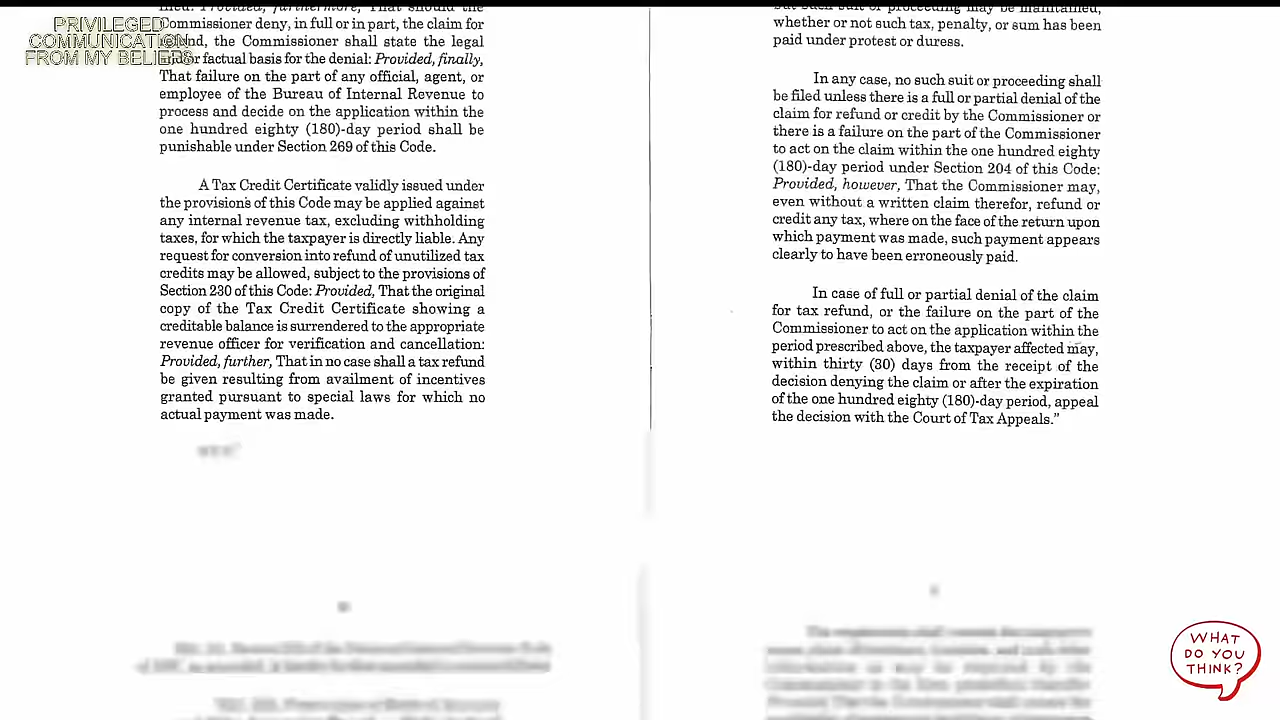 PRIVILEGED
COMMUNICATION
FROM MY BELIEFS
filed: Provided, furthermore, That should the
Commissioner deny, in full or in part, the claim for
refund, the Commissioner shall state the legal
and/or factual basis for the denial: Provided, finally,
That failure on the part of any official, agent, or
employee of the Bureau of Internal Revenue to
process and decide on the application within the
one hundred eighty (180)-day period shall be
punishable under Section 269 of this Code.
A Tax Credit Certificate validly issued under
the provisions of this Code may be applied against
any internal revenue tax, excluding withholding
taxes, for which the taxpayer is directly liable. Any
request for conversion into refund of unutilized tax
credits may be allowed, subject to the provisions of
Section 230 of this Code: Provided, That the original
copy of the Tax Credit Certificate showing a
creditable balance is surrendered to the appropriate
revenue officer for verification and cancellation:
Provided, further, That in no case shall a tax refund
be given resulting from availment of incentives
granted pursuant to special laws for which no
actual payment was made.
but such suit or proceeding may be maintained,
whether or not such tax, penalty, or sum has been
paid under protest or duress.
In any case, no such suit or proceeding shall
be filed unless there is a full or partial denial of the
claim for refund or credit by the Commissioner or
there is a failure on the part of the Commissioner
to act on the claim within the one hundred eighty
(180)-day period under Section 204 of this Code:
Provided, however, That the Commissioner may,
even without a written claim therefor, refund or
credit any tax, where on the face of the return upon
which payment was made, such payment appears
clearly to have been erroneously paid.
In case of full or partial denial of the claim
for tax refund, or the failure on the part of the
Commissioner to act on the application within the
period prescribed above, the taxpayer affected may,
within thirty (30) days from the receipt of the
decision denying the claim or after the expiration
of the one hundred eighty (180)-day period, appeal
the decision with the Court of Tax Appeals."
WHAT
DO YOU
THINK?